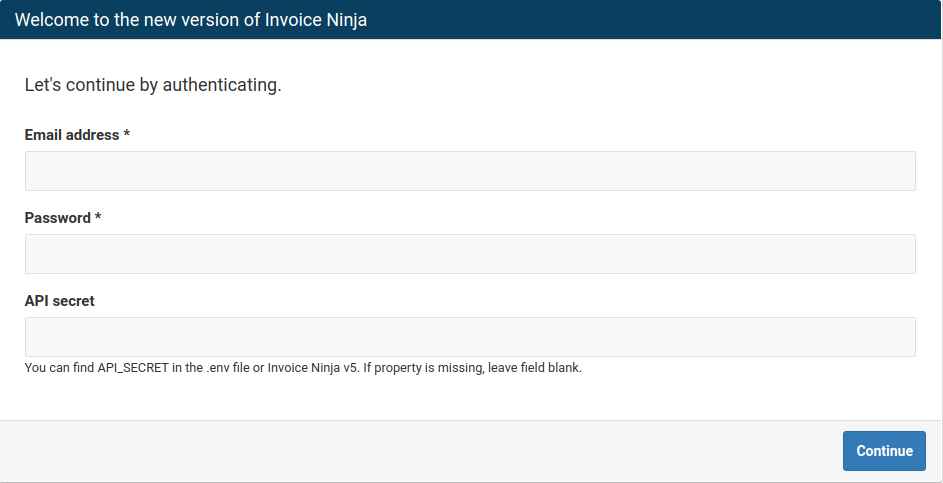 Welcome to the new version of Invoice Ninja
Let's continue by authenticating.
Email address *
Password *
API secret
You can find API_SECRET in the .env file or Invoice Ninja v5. If property is missing, leave field blank.
Continue